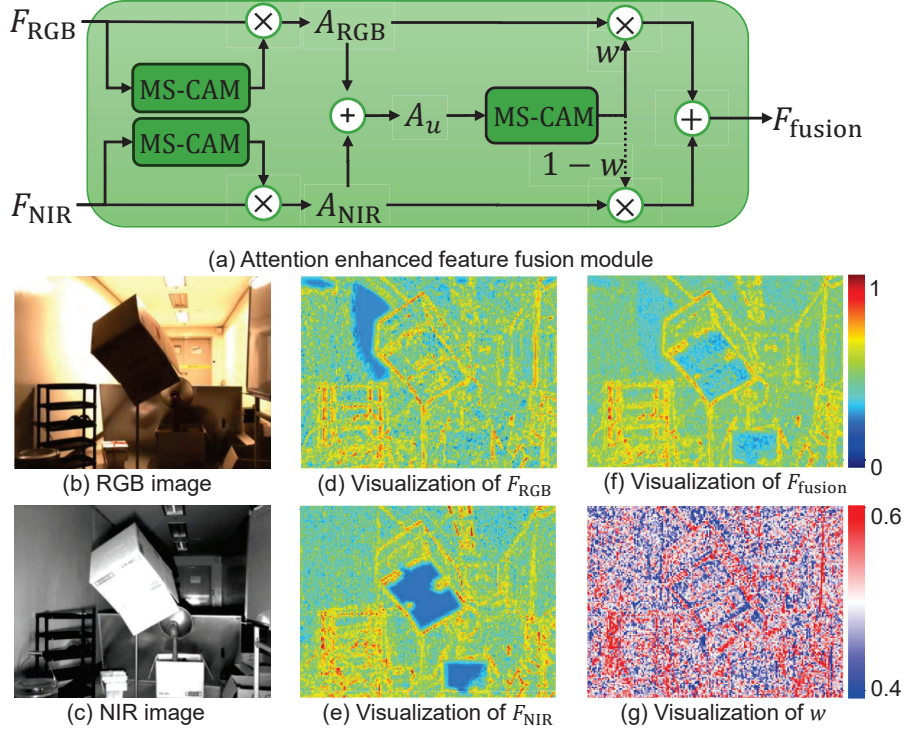 F_RGB A_RGB w
MS-CAM
MS-CAM
A_u MS-CAM F_fusion
1 − w
F_NIR A_NIR
(a) Attention enhanced feature fusion module
1
0
(b) RGB image (d) Visualization of F_RGB (f) Visualization of F_fusion
0.6
0.4
(c) NIR image (e) Visualization of F_NIR (g) Visualization of w